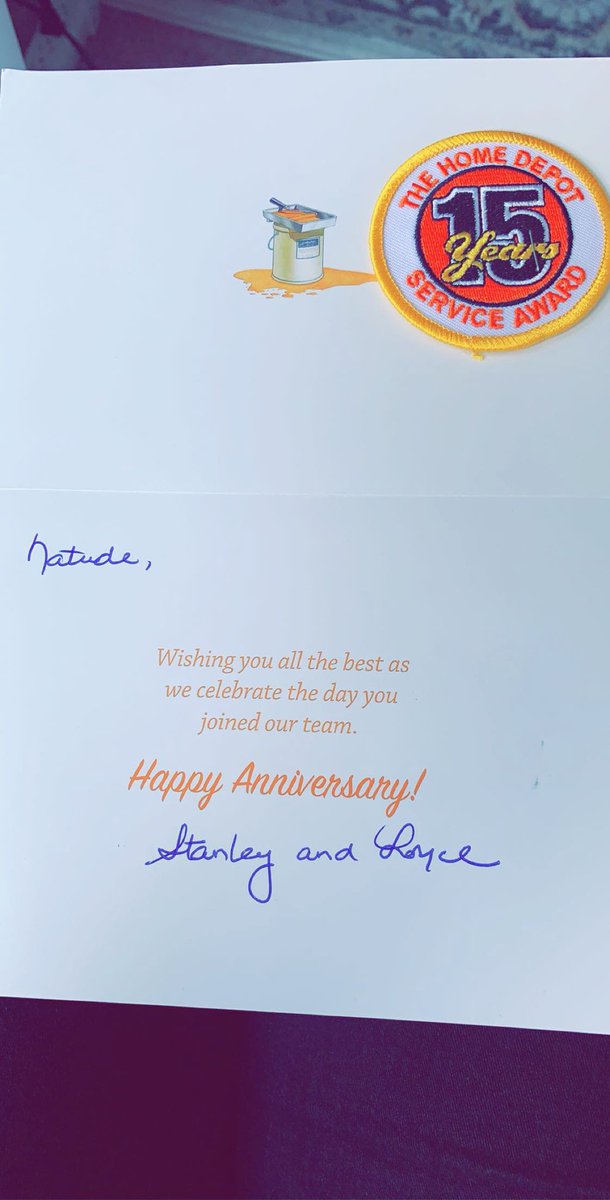 THE HOME DEPOT
15
Years
SERVICE AWARD
Natude,
Wishing you all the best as
we celebrate the day you
joined our team.
Happy Anniversary!
Stanley and Royce